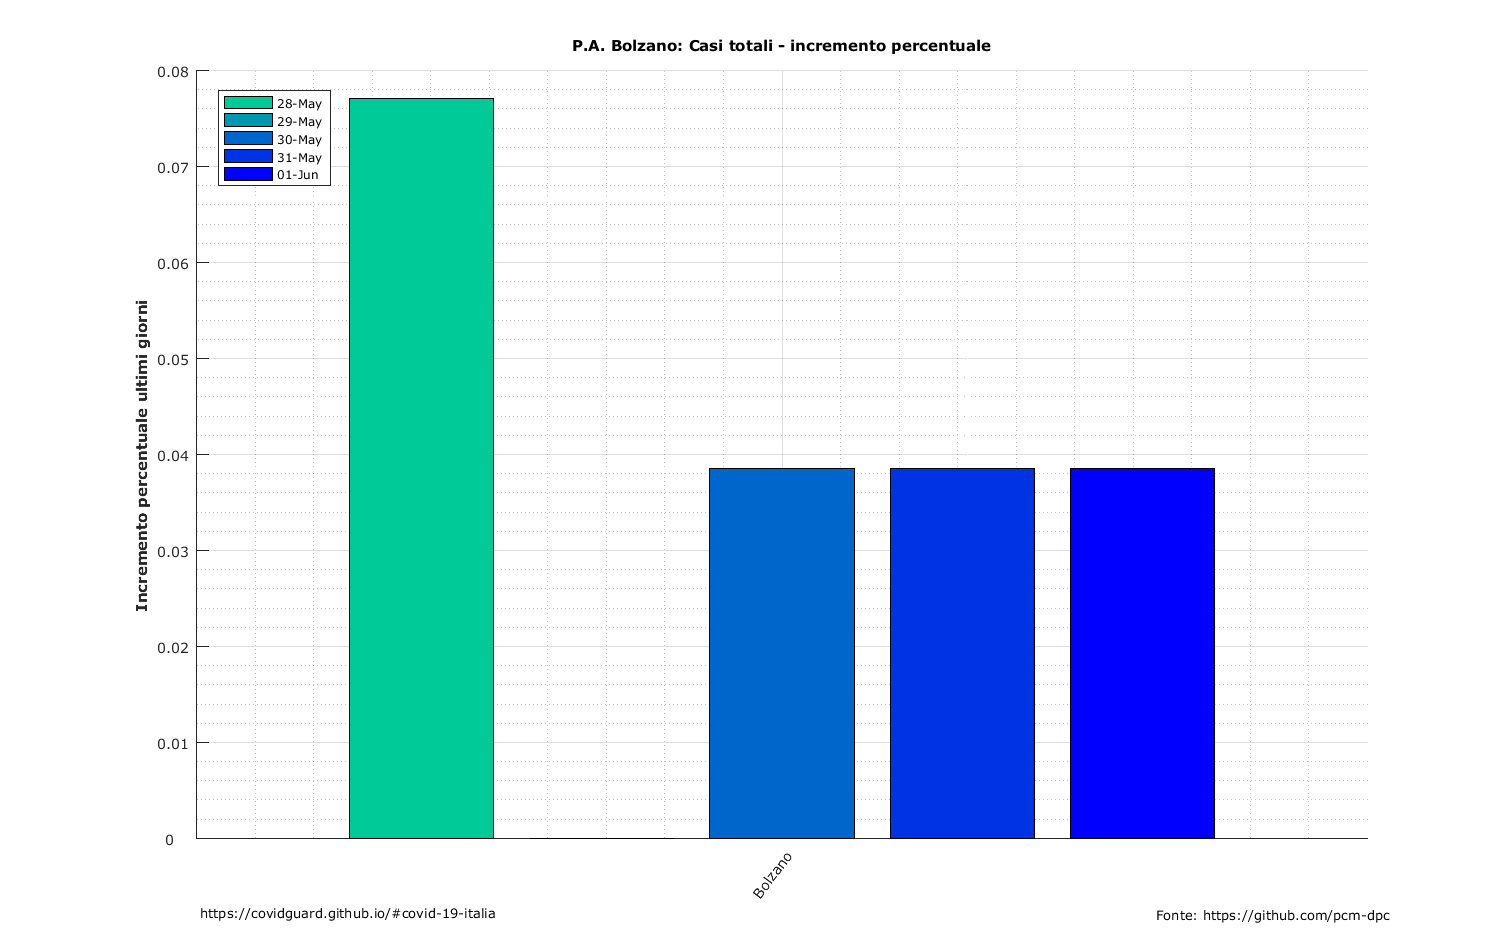 P.A. Bolzano: Casi totali - incremento percentuale
0.08
0.07
0.06
0.05
0.04
0.03
0.02
0.01
0
Incremento percentuale ultimi giorni
28-May
29-May
30-May
31-May
01-Jun
Bolzano
https://covidguard.github.io/#covid-19-italia
Fonte: https://github.com/pcm-dpc